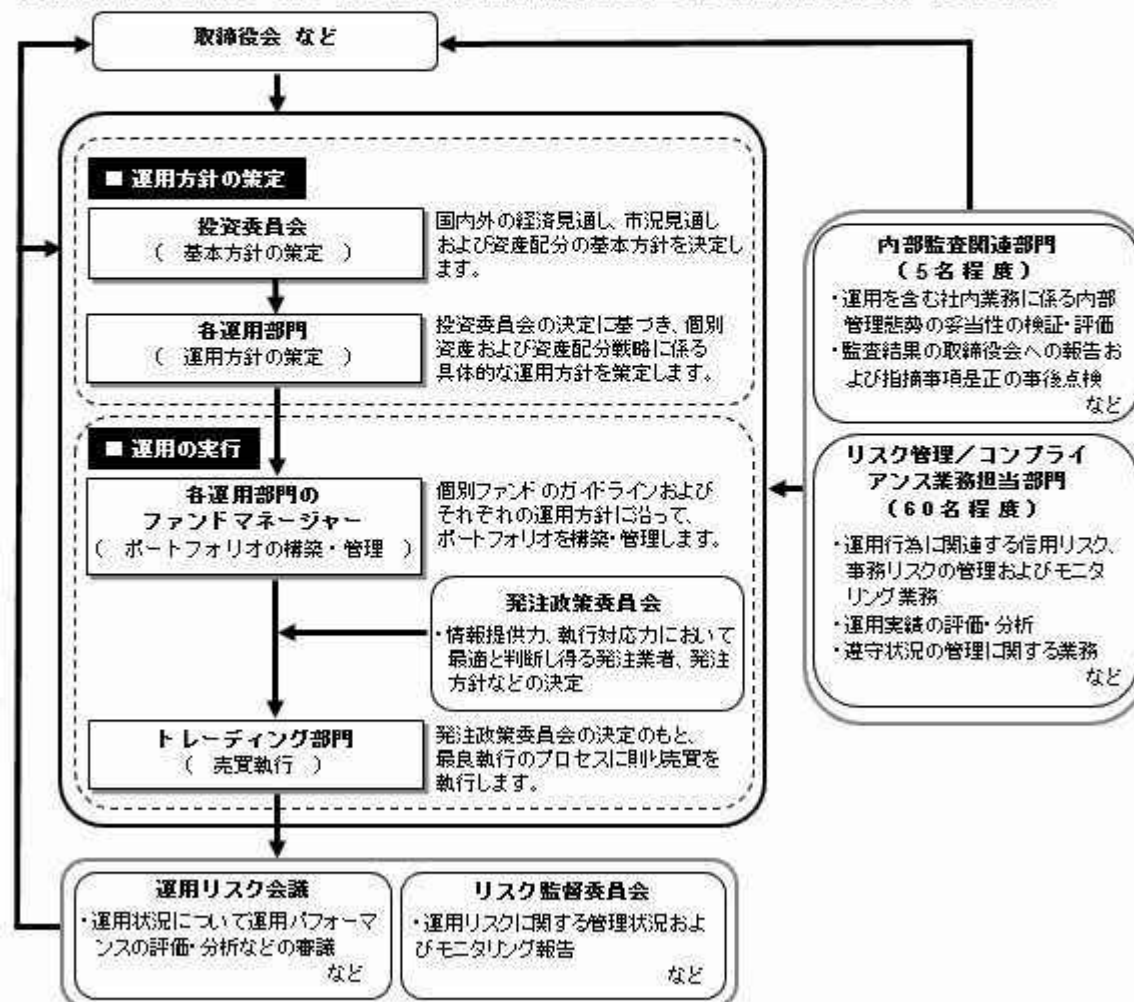 取締役会 など
■ 運用方針の策定
投資委員会
( 基本方針の策定 )
国内外の経済見通し、市況見通し
および資産配分の基本方針を決定し
ます。
各運用部門
( 運用方針の策定 )
投資委員会の決定に基づき、個別
資産および資産配分戦略に係る
具体的な運用方針を策定します。
■ 運用の実行
各運用部門の
ファンドマネージャー
( ポートフォリオの構築・管理 )
個別ファンドのガイドラインおよび
それぞれの運用方針に沿って、
ポートフォリオを構築・管理します。
発注政策委員会
・情報提供力、執行対応力において
最適と判断し得る発注業者、発注
方針などの決定
トレーディング部門
( 売買執行 )
発注政策委員会の決定のもと、
最良執行のプロセスに則り売買を
執行します。
内部監査関連部門
(5名程度)
・運用を含む社内業務に係る内部
管理態勢の妥当性の検証・評価
・監査結果の取締役会への報告お
よび指摘事項是正の事後点検
など
リスク管理/コンプライ
アンス業務担当部門
(60名程度)
・運用行為に関連する信用リスク、
事務リスクの管理およびモニタ
リング業務
・運用実績の評価・分析
・遵守状況の管理に関する業務
など
運用リスク会議
・運用状況について運用パフォーマ
ンスの評価・分析などの審議
など
リスク監督委員会
・運用リスクに関する管理状況およ
びモニタリング報告
など